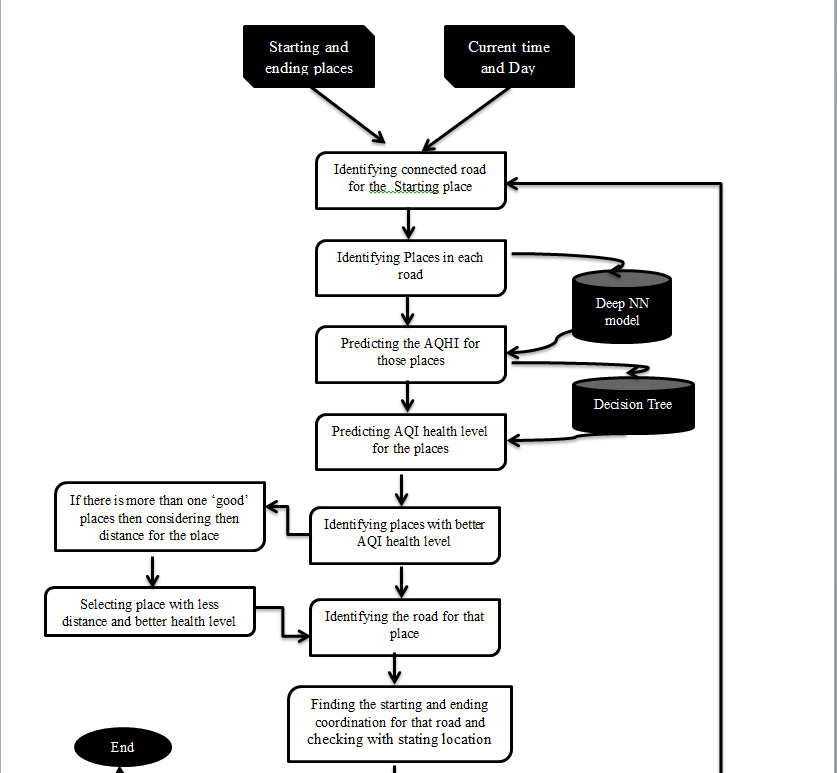 Starting and
ending places
Current time
and Day
Identifying connected road
for the Starting place
Identifying Places in each
road
Deep NN
model
Predicting the AQHI for
those places
Decision Tree
Predicting AQI health level
for the places
If there is more than one ‘good’
places then considering then
distance for the place
Identifying places with better
AQI health level
Selecting place with less
distance and better health level
Identifying the road for that
place
Finding the starting and ending
coordination for that road and
checking with stating location
End